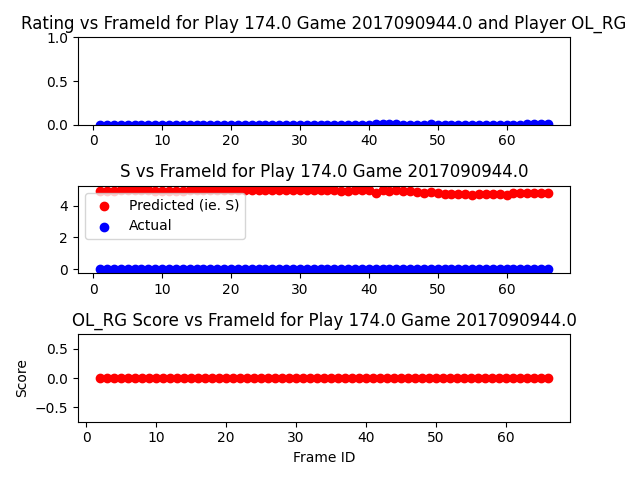 Rating vs FrameId for Play 174.0 Game 2017090944.0 and Player OL_RG
1.0
0.5
0.0
0 10 20 30 40 50 60
S vs FrameId for Play 174.0 Game 2017090944.0
4
2
0
Predicted (ie. S)
Actual
0 10 20 30 40 50 60
OL_RG Score vs FrameId for Play 174.0 Game 2017090944.0
Score
0.5
0.0
−0.5
0 10 20 30 40 50 60
Frame ID